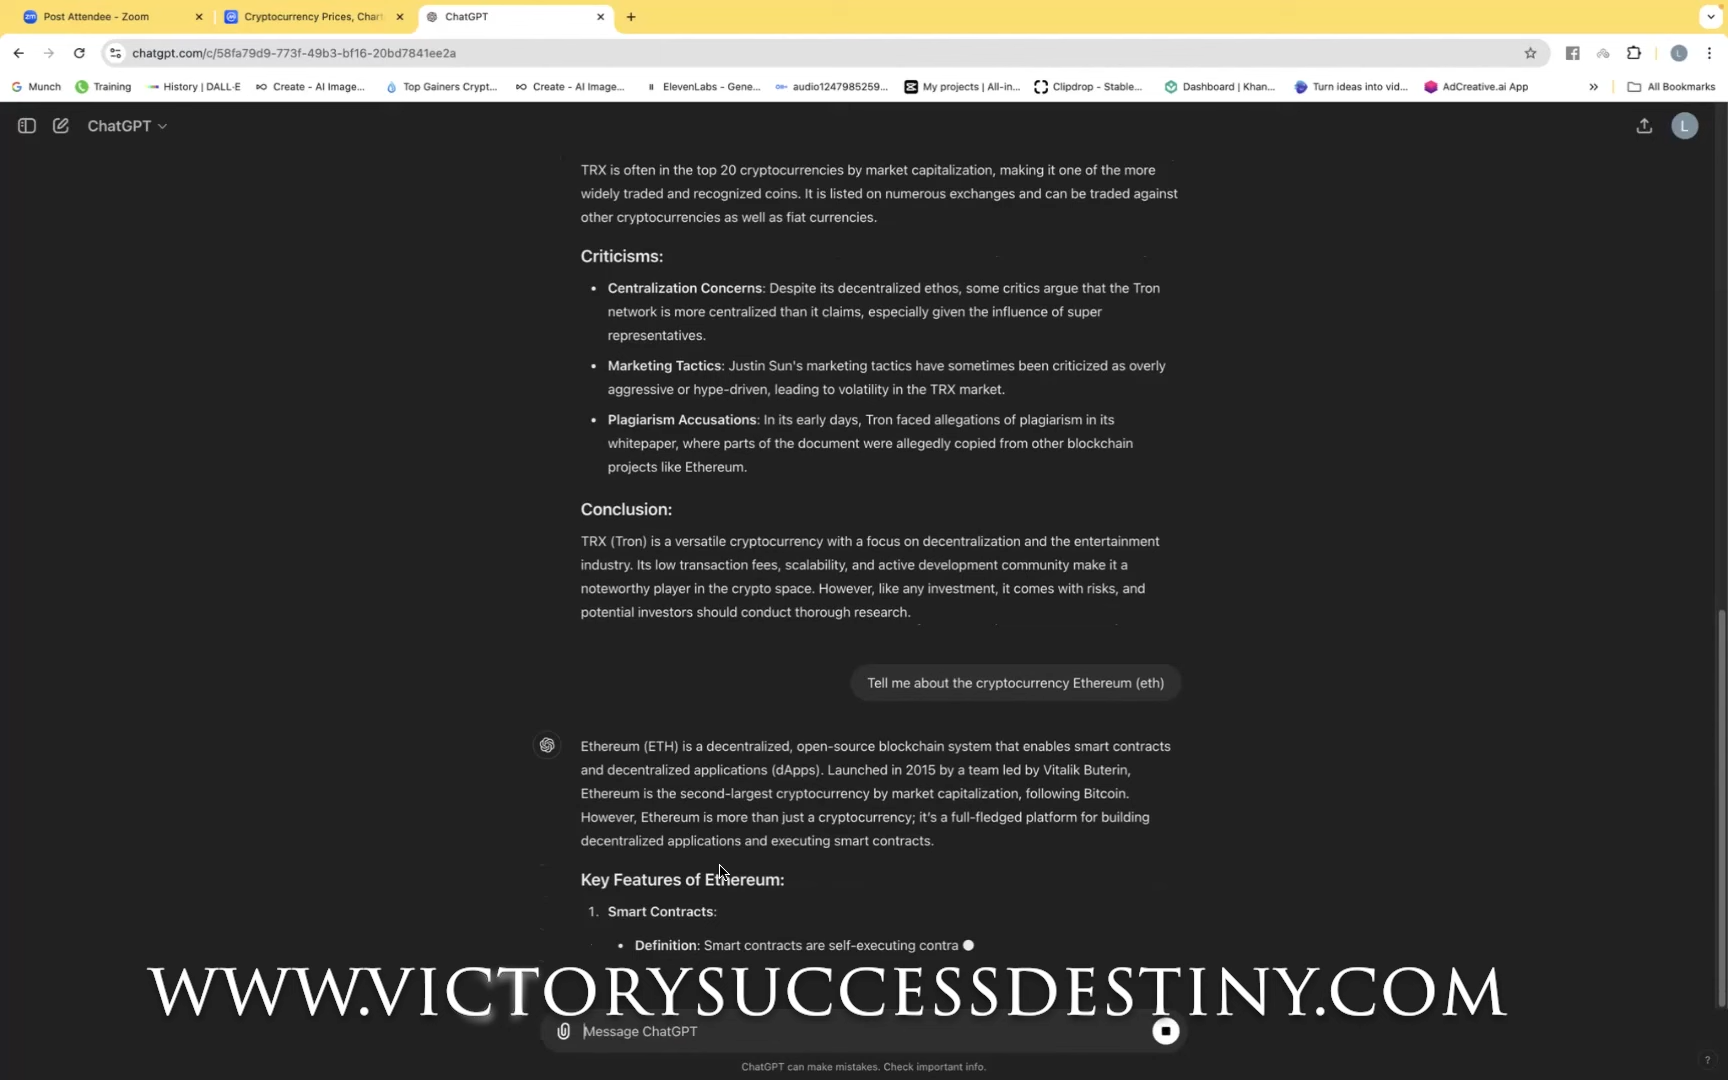 Post Attendee - Zoom
Cryptocurrency Prices, Chart
ChatGPT
chatgpt.com/c/58fa79d9-773f-49b3-bf16-20bd7841ee2a
Munch
Training
History | DALL·E
Create - AI Image...
Top Gainers Crypt...
Create - AI Image...
ElevenLabs - Gene...
audio1247985259...
My projects | All-in...
Clipdrop - Stable...
Dashboard | Khan...
Turn ideas into vid...
AdCreative.ai App
All Bookmarks
ChatGPT
L
TRX is often in the top 20 cryptocurrencies by market capitalization, making it one of the more
widely traded and recognized coins. It is listed on numerous exchanges and can be traded against
other cryptocurrencies as well as fiat currencies.
Criticisms:
• Centralization Concerns: Despite its decentralized ethos, some critics argue that the Tron
network is more centralized than it claims, especially given the influence of super
representatives.
• Marketing Tactics: Justin Sun's marketing tactics have sometimes been criticized as overly
aggressive or hype-driven, leading to volatility in the TRX market.
• Plagiarism Accusations: In its early days, Tron faced allegations of plagiarism in its
whitepaper, where parts of the document were allegedly copied from other blockchain
projects like Ethereum.
Conclusion:
TRX (Tron) is a versatile cryptocurrency with a focus on decentralization and the entertainment
industry. Its low transaction fees, scalability, and active development community make it a
noteworthy player in the crypto space. However, like any investment, it comes with risks, and
potential investors should conduct thorough research.
Tell me about the cryptocurrency Ethereum (eth)
Ethereum (ETH) is a decentralized, open-source blockchain system that enables smart contracts
and decentralized applications (dApps). Launched in 2015 by a team led by Vitalik Buterin,
Ethereum is the second-largest cryptocurrency by market capitalization, following Bitcoin.
However, Ethereum is more than just a cryptocurrency; it's a full-fledged platform for building
decentralized applications and executing smart contracts.
Key Features of Ethereum:
1. Smart Contracts:
• Definition: Smart contracts are self-executing contra
WWW.VICTORYSUCCESSDESTINY.COM
Message ChatGPT
ChatGPT can make mistakes. Check important info.
?